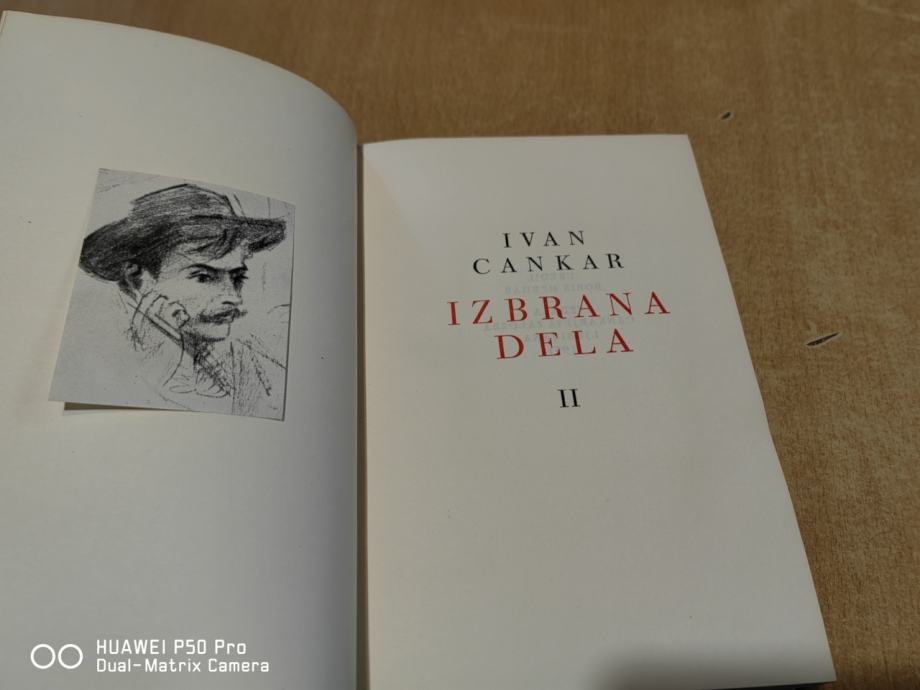 IVAN
CANKAR
IZBRANA
DELA
II
HUAWEI P50 Pro
Dual-Matrix Camera